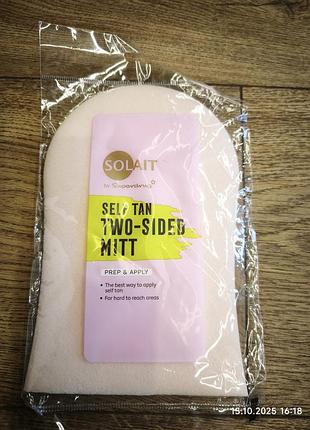 SOLAIT
by Superdrug
SELF TAN
TWO-SIDED
MITT
PREP & APPLY
• The best way to apply
self tan
• For hard to reach areas
15.10.2025 16:18